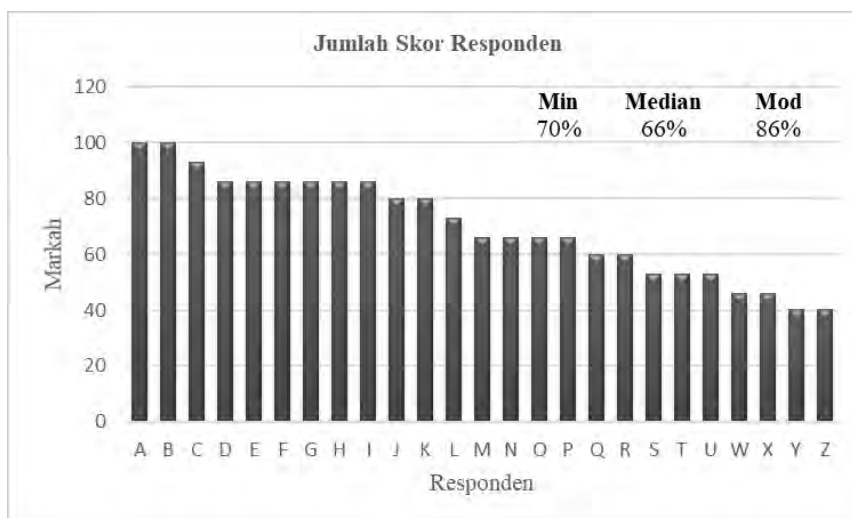 Jumlah Skor Responden
Min Median Mod
70% 66% 86%
120
100
80
60
40
20
0
Markah
A B C D E F G H I J K L M N O P Q R S T U W X Y Z
Responden